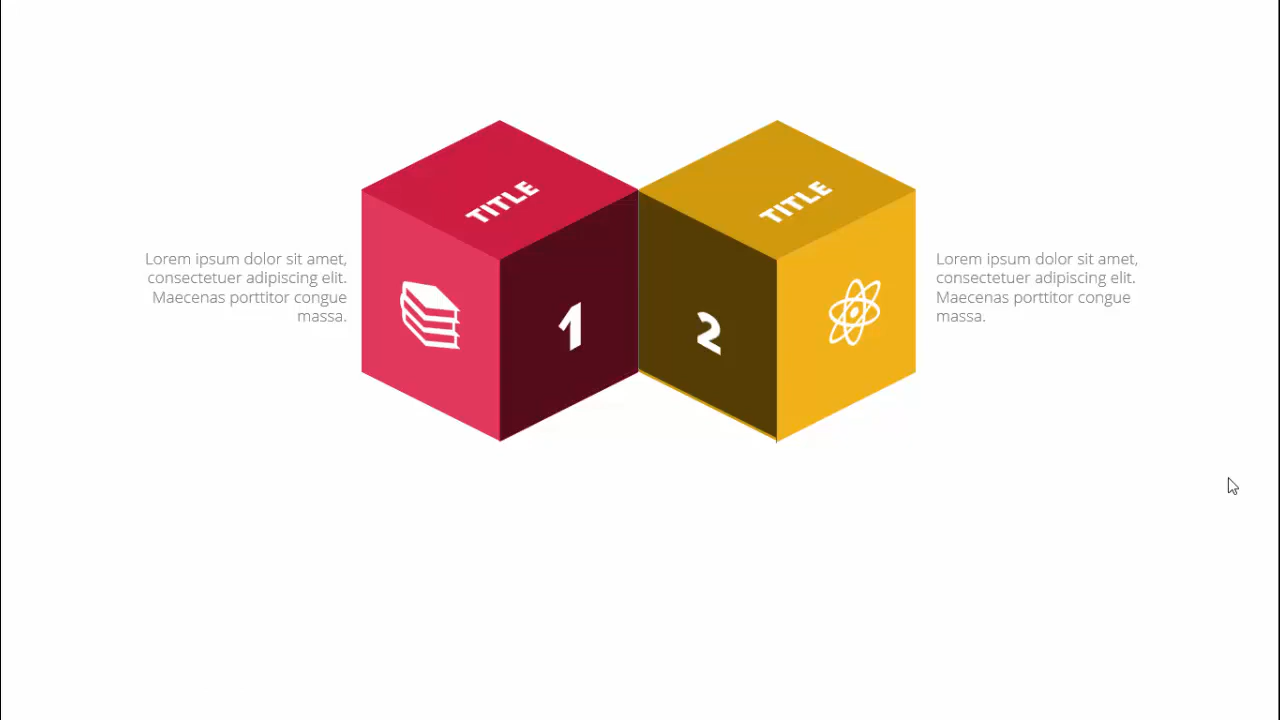 TITLE
TITLE
Lorem ipsum dolor sit amet,
consectetuer adipiscing elit.
Maecenas porttitor congue
massa.
1
2
Lorem ipsum dolor sit amet,
consectetuer adipiscing elit.
Maecenas porttitor congue
massa.